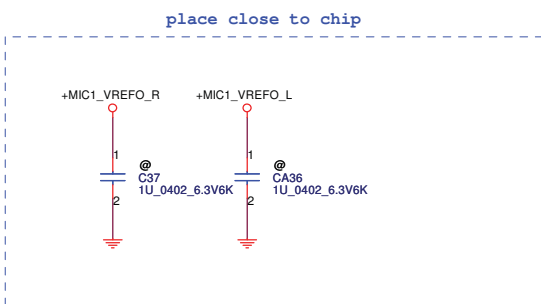 place close to chip
+MIC1_VREFO_R
+MIC1_VREFO_L
1
@
C37
1U_0402_6.3V6K
2
1
@
CA36
1U_0402_6.3V6K
2